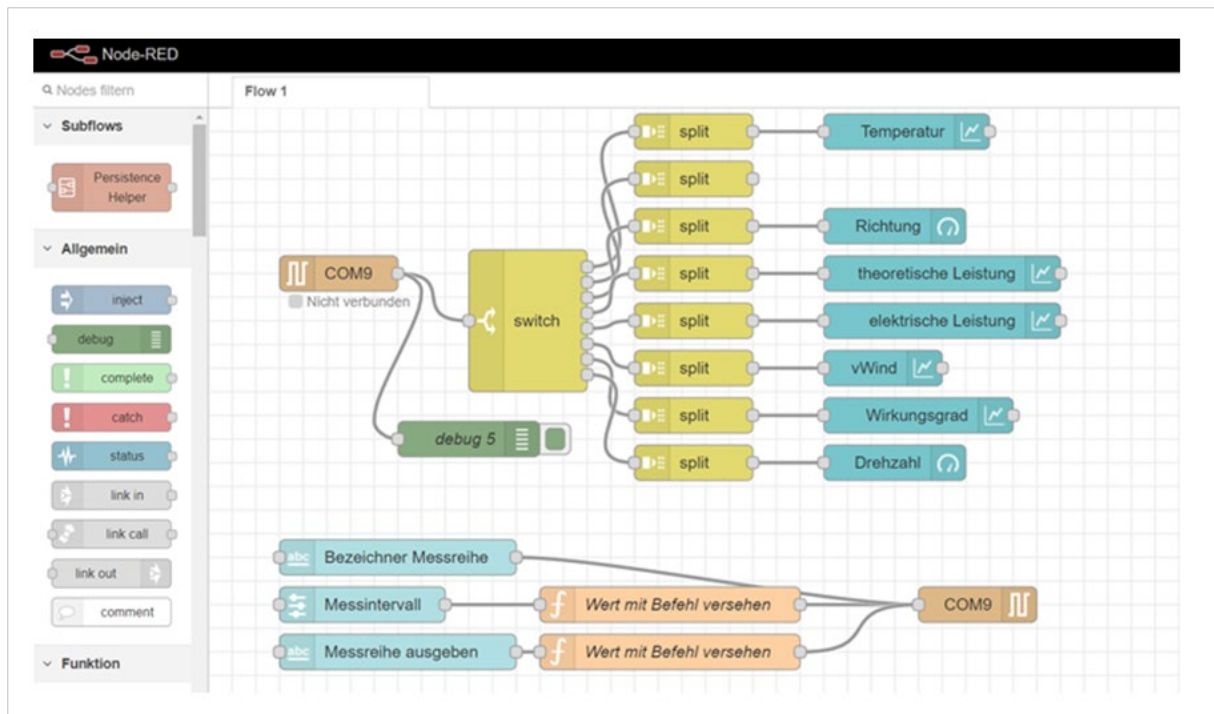 Node-RED
Nodes filtern
Flow 1
Subflows
Persistence
Helper
Allgemein
inject
debug
complete
catch
status
link in
link call
link out
comment
Funktion
COM9
Nicht verbunden
switch
debug 5
split
Temperatur
split
split
Richtung
split
theoretische Leistung
split
elektrische Leistung
split
vWind
split
Wirkungsgrad
split
Drehzahl
abc
Bezeichner Messreihe
Messintervall
Wert mit Befehl versehen
COM9
abc
Messreihe ausgeben
Wert mit Befehl versehen